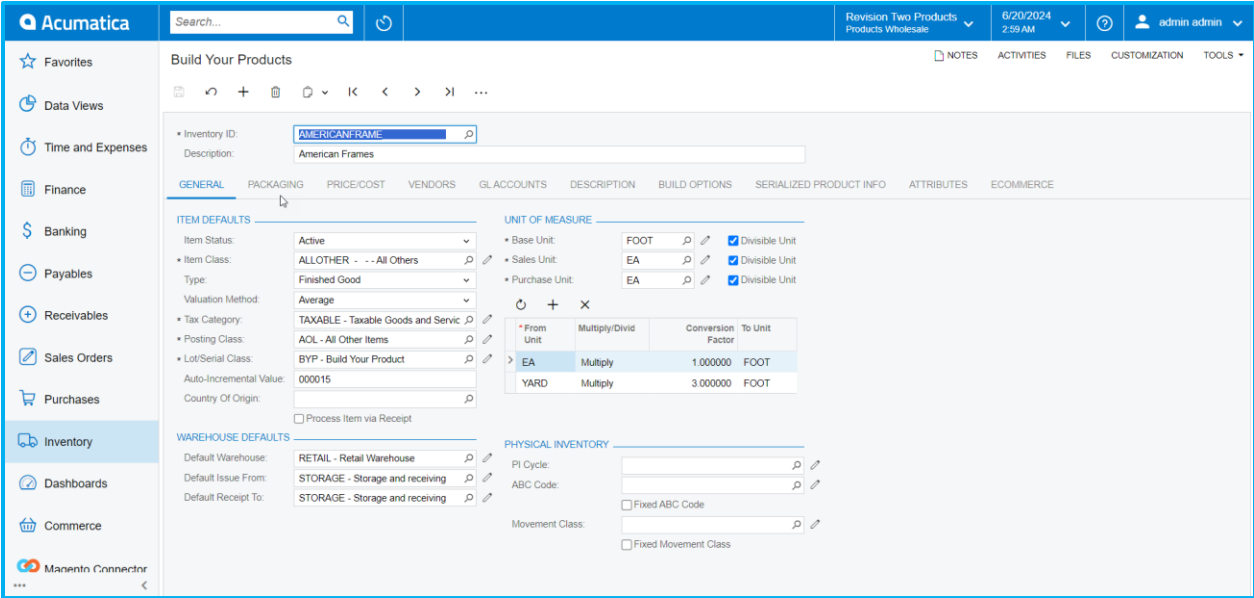 Acumatica
Search...
Revision Two Products
Products Wholesale
6/20/2024
2:59 AM
admin admin
Favorites
Data Views
Time and Expenses
Finance
Banking
Payables
Receivables
Sales Orders
Purchases
Inventory
Dashboards
Commerce
Magento Connector
Build Your Products
NOTES ACTIVITIES FILES CUSTOMIZATION TOOLS
* Inventory ID: AMERICANFRAME
Description: American Frames
GENERAL PACKAGING PRICE/COST VENDORS GL ACCOUNTS DESCRIPTION BUILD OPTIONS SERIALIZED PRODUCT INFO ATTRIBUTES ECOMMERCE
ITEM DEFAULTS
Item Status: Active
* Item Class: ALLOTHER - - - All Others
Type: Finished Good
Valuation Method: Average
* Tax Category: TAXABLE - Taxable Goods and Servic
* Posting Class: AOL - All Other Items
* Lot/Serial Class: BYP - Build Your Product
Auto-Incremental Value: 000015
Country Of Origin:
Process Item via Receipt
WAREHOUSE DEFAULTS
Default Warehouse: RETAIL - Retail Warehouse
Default Issue From: STORAGE - Storage and receiving
Default Receipt To: STORAGE - Storage and receiving
UNIT OF MEASURE
* Base Unit: FOOT Divisible Unit
* Sales Unit: EA Divisible Unit
* Purchase Unit: EA Divisible Unit
* From Unit Multiply/Divid Conversion Factor To Unit
EA Multiply 1.000000 FOOT
YARD Multiply 3.000000 FOOT
PHYSICAL INVENTORY
PI Cycle:
ABC Code:
Fixed ABC Code
Movement Class:
Fixed Movement Class